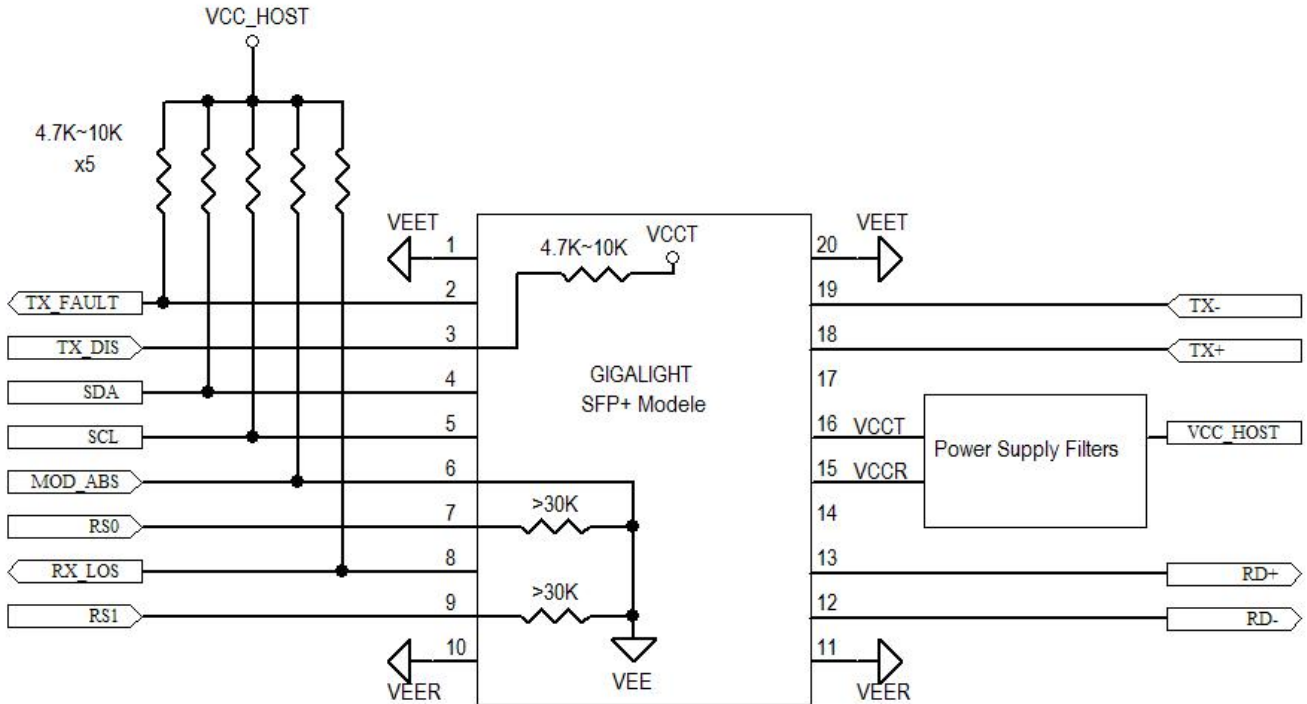 VCC_HOST
4.7K~10K
x5
VEET
1
4.7K~10K
VCCT
20
VEET
TX_FAULT
2
19
TX-
TX_DIS
3
18
TX+
GIGALIGHT
SFP+ Modele
SDA
4
17
SCL
5
16
VCCT
Power Supply Filters
VCC_HOST
MOD_ABS
6
15
VCCR
RS0
7
>30K
14
RX_LOS
8
13
RD+
RS1
9
>30K
12
RD-
10
VEER
VEE
11
VEER